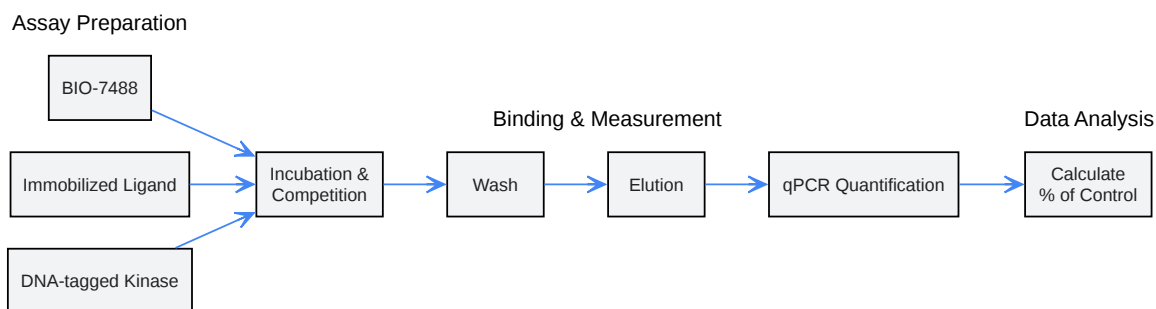 Assay Preparation
BIO-7488
Immobilized Ligand
DNA-tagged Kinase
Incubation &
Competition
Binding & Measurement
Wash
Elution
qPCR Quantification
Data Analysis
Calculate
% of Control